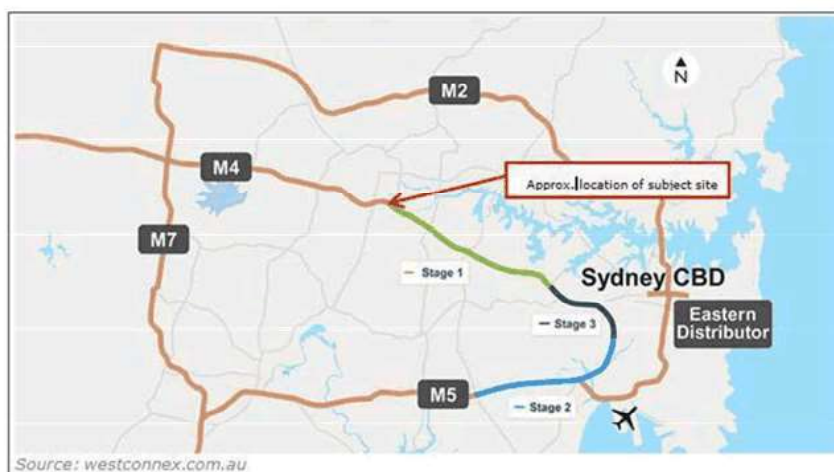 M2
N
M4
Approx. location of subject site
M7
Stage 1
Sydney CBD
Eastern
Distributor
Stage 3
M5
Stage 2
Source: westconnex.com.au